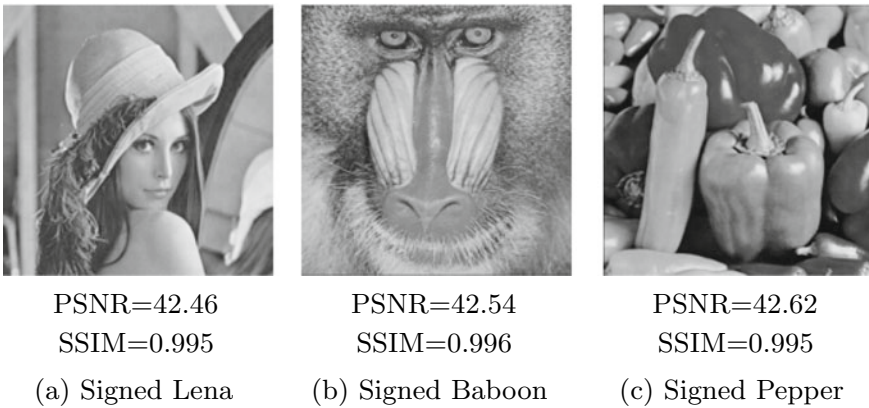 PSNR=42.46
SSIM=0.995
(a) Signed Lena
PSNR=42.54
SSIM=0.996
(b) Signed Baboon
PSNR=42.62
SSIM=0.995
(c) Signed Pepper